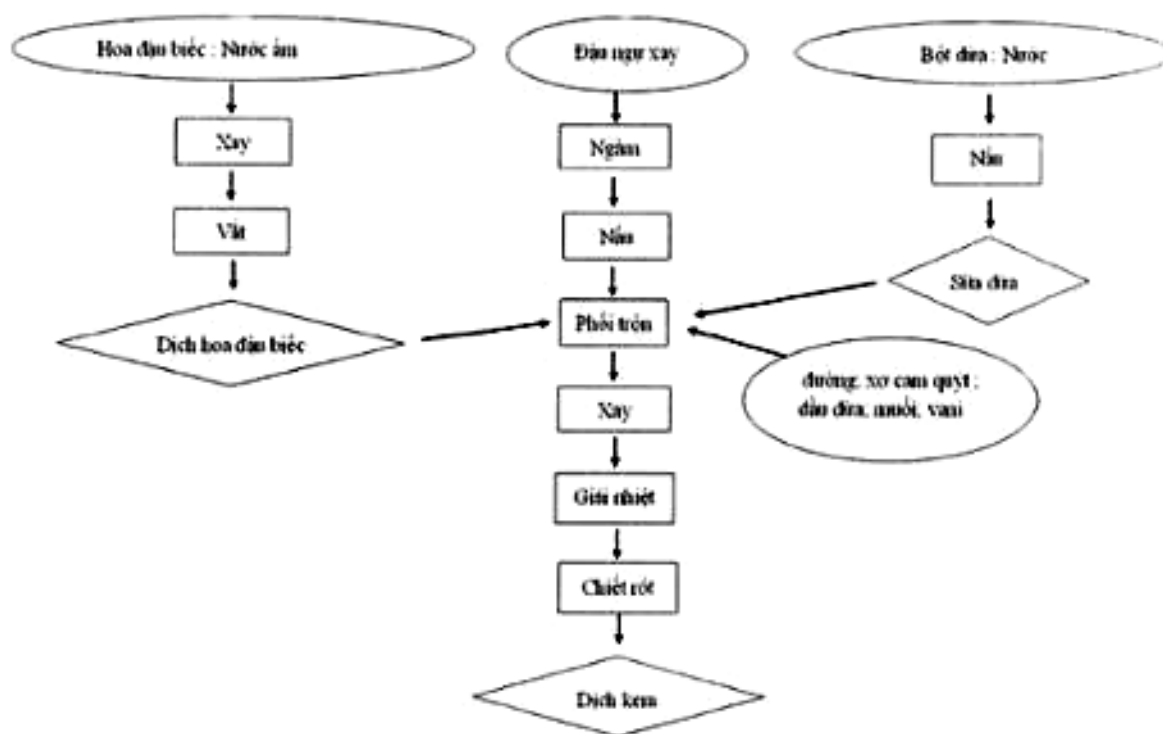 Hoa đậu biếc : Nước ấm
Đậu ngự xay
Bột dừa : Nước
Xay
Ngâm
Nấu
Vắt
Nấu
Sữa dừa
Dịch hoa đậu biếc
Phối trộn
đường, xơ cam quýt ;
dầu dừa, muối, vani
Xay
Giải nhiệt
Chiết rót
Dịch kem